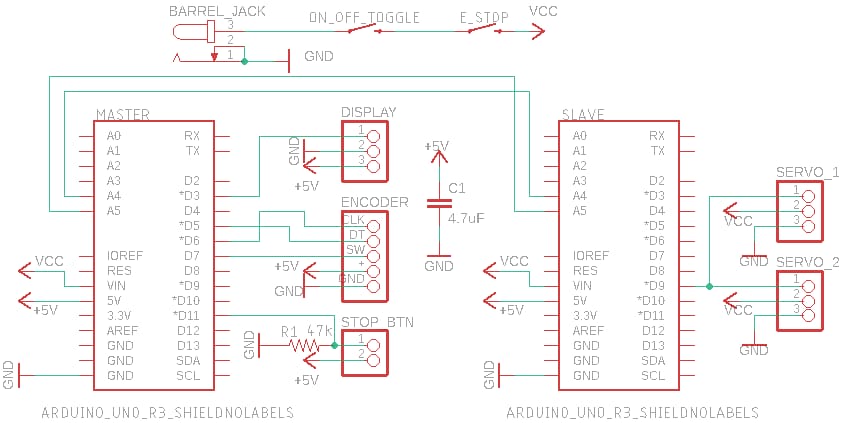 BARREL_JACK
ON_OFF_TOGGLE
E_STOP
VCC
3
2
1
GND
MASTER
A0 RX
A1 TX
A2
A3 D2
A4 *D3
A5 D4
*D5
*D6
IOREF D7
RES D8
VIN *D9
5V *D10
3.3V *D11
AREF D12
GND D13
GND SDA
GND SCL
VCC
+5V
GND
ARDUINO_UNO_R3_SHIELDNOLABELS
DISPLAY
1
2
3
GND
+5V
ENCODER
CLK
DT
SW
+
GND
+5V
GND
STOP_BTN
1
2
R1 47k
GND
+5V
+5V
C1
4.7uF
GND
SLAVE
A0 RX
A1 TX
A2
A3 D2
A4 *D3
A5 D4
*D5
*D6
IOREF D7
RES D8
VIN *D9
5V *D10
3.3V *D11
AREF D12
GND D13
GND SDA
GND SCL
VCC
+5V
GND
ARDUINO_UNO_R3_SHIELDNOLABELS
SERVO_1
1
2
3
VCC
GND
SERVO_2
1
2
3
VCC
GND